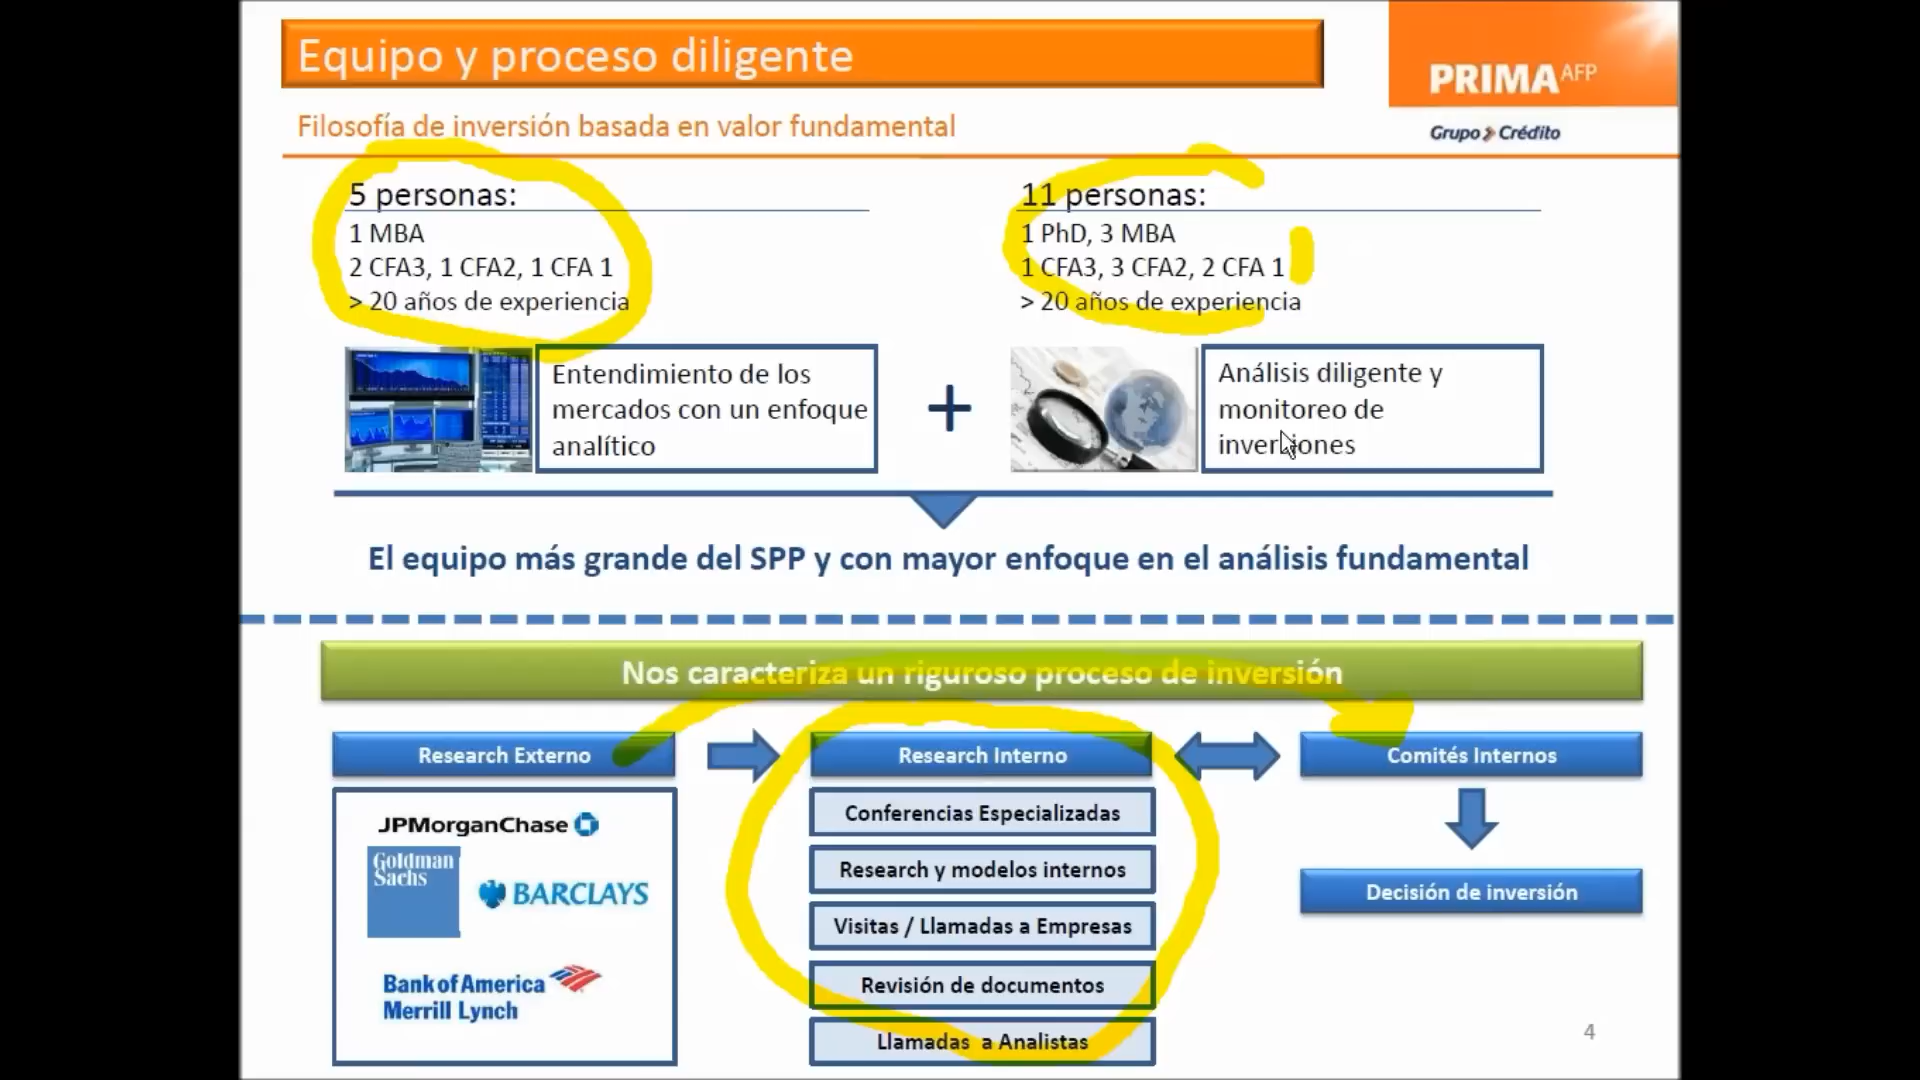 Equipo y proceso diligente
PRIMA AFP
Grupo Crédito
Filosofía de inversión basada en valor fundamental
5 personas:
1 MBA
2 CFA3, 1 CFA2, 1 CFA 1
> 20 años de experiencia
11 personas:
1 PhD, 3 MBA
1 CFA3, 3 CFA2, 2 CFA 1
> 20 años de experiencia
Entendimiento de los
mercados con un enfoque
analítico
+
Análisis diligente y
monitoreo de
inversiones
El equipo más grande del SPP y con mayor enfoque en el análisis fundamental
Nos caracteriza un riguroso proceso de inversión
Research Externo
JPMorganChase
Goldman
Sachs
BARCLAYS
Bank of America
Merrill Lynch
Research Interno
Conferencias Especializadas
Research y modelos internos
Visitas / Llamadas a Empresas
Revisión de documentos
Llamadas a Analistas
Comités Internos
Decisión de inversión
4